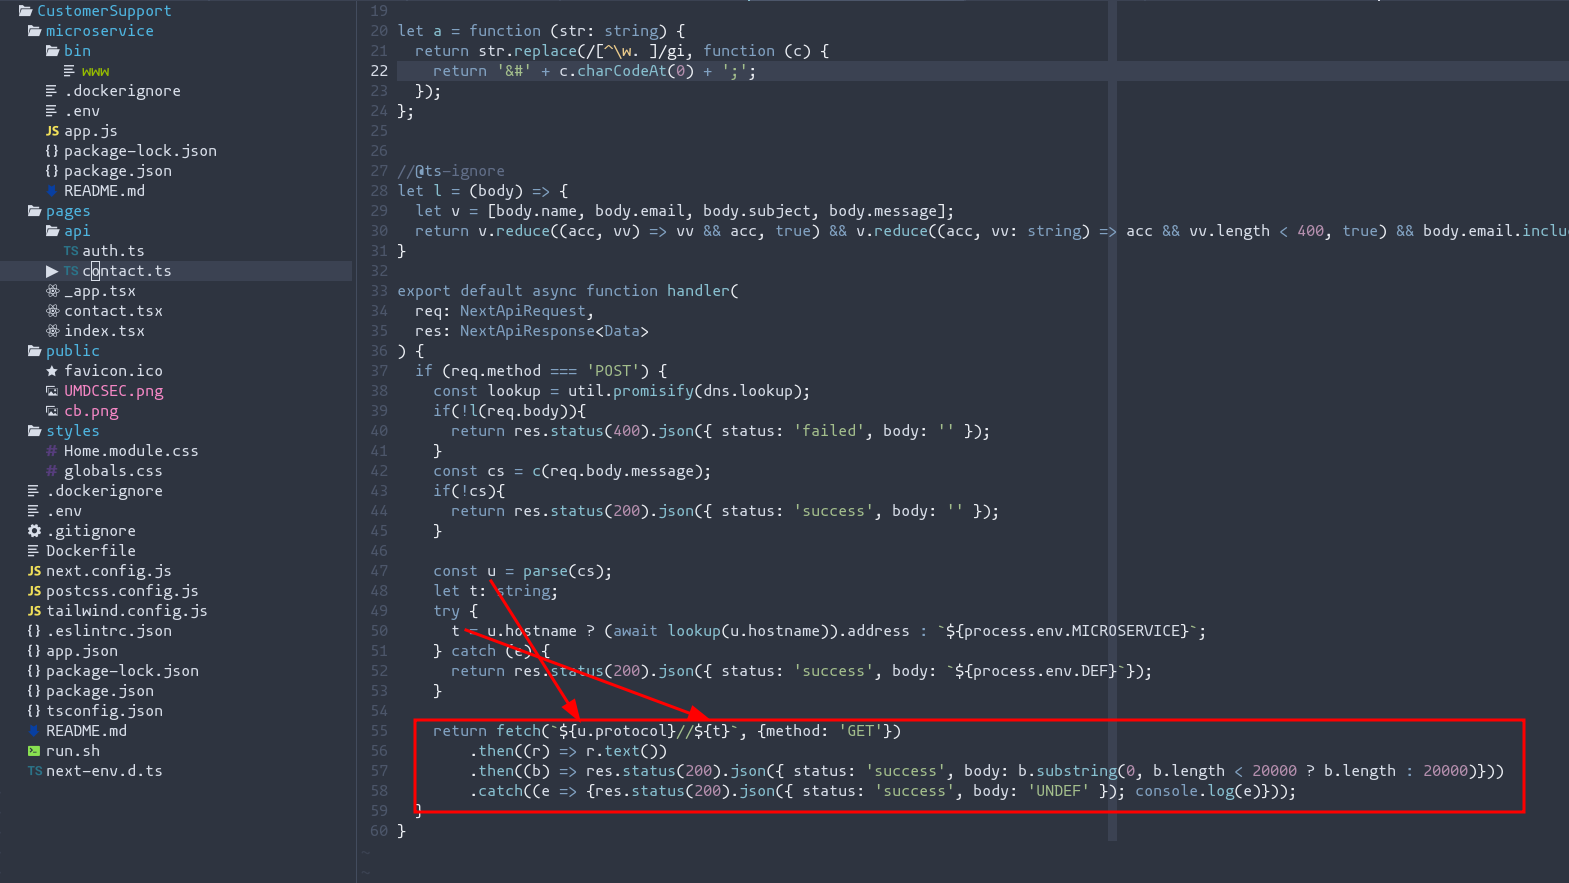 CustomerSupport
microservice
bin
www
.dockerignore
.env
app.js
package-lock.json
package.json
README.md
pages
api
TS auth.ts
TS contact.ts
_app.tsx
contact.tsx
index.tsx
public
favicon.ico
UMDCSEC.png
cb.png
styles
# Home.module.css
# globals.css
.dockerignore
.env
.gitignore
Dockerfile
JS next.config.js
JS postcss.config.js
JS tailwind.config.js
{} .eslintrc.json
{} app.json
{} package-lock.json
{} package.json
{} tsconfig.json
README.md
run.sh
TS next-env.d.ts
19
20 let a = function (str: string) {
21   return str.replace(/[^\w. ]/gi, function (c) {
22     return '&#' + c.charCodeAt(0) + ';';
23   });
24 };
25
26
27 //@ts-ignore
28 let l = (body) => {
29   let v = [body.name, body.email, body.subject, body.message];
30   return v.reduce((acc, vv) => vv && acc, true) && v.reduce((acc, vv: string) => acc && vv.length < 400, true) && body.email.inclu
31 }
32
33 export default async function handler(
34   req: NextApiRequest,
35   res: NextApiResponse<Data>
36 ) {
37   if (req.method === 'POST') {
38     const lookup = util.promisify(dns.lookup);
39     if(!l(req.body)){
40       return res.status(400).json({ status: 'failed', body: '' });
41     }
42     const cs = c(req.body.message);
43     if(!cs){
44       return res.status(200).json({ status: 'success', body: '' });
45     }
46
47     const u = parse(cs);
48     let t: string;
49     try {
50       t = u.hostname ? (await lookup(u.hostname)).address : `${process.env.MICROSERVICE}`;
51     } catch (e) {
52       return res.status(200).json({ status: 'success', body: `${process.env.DEF}`});
53     }
54
55     return fetch(`${u.protocol}//${t}`, {method: 'GET'})
56         .then((r) => r.text())
57         .then((b) => res.status(200).json({ status: 'success', body: b.substring(0, b.length < 20000 ? b.length : 20000)}))
58         .catch((e => {res.status(200).json({ status: 'success', body: 'UNDEF' }); console.log(e)}));
59   }
60 }
~
~